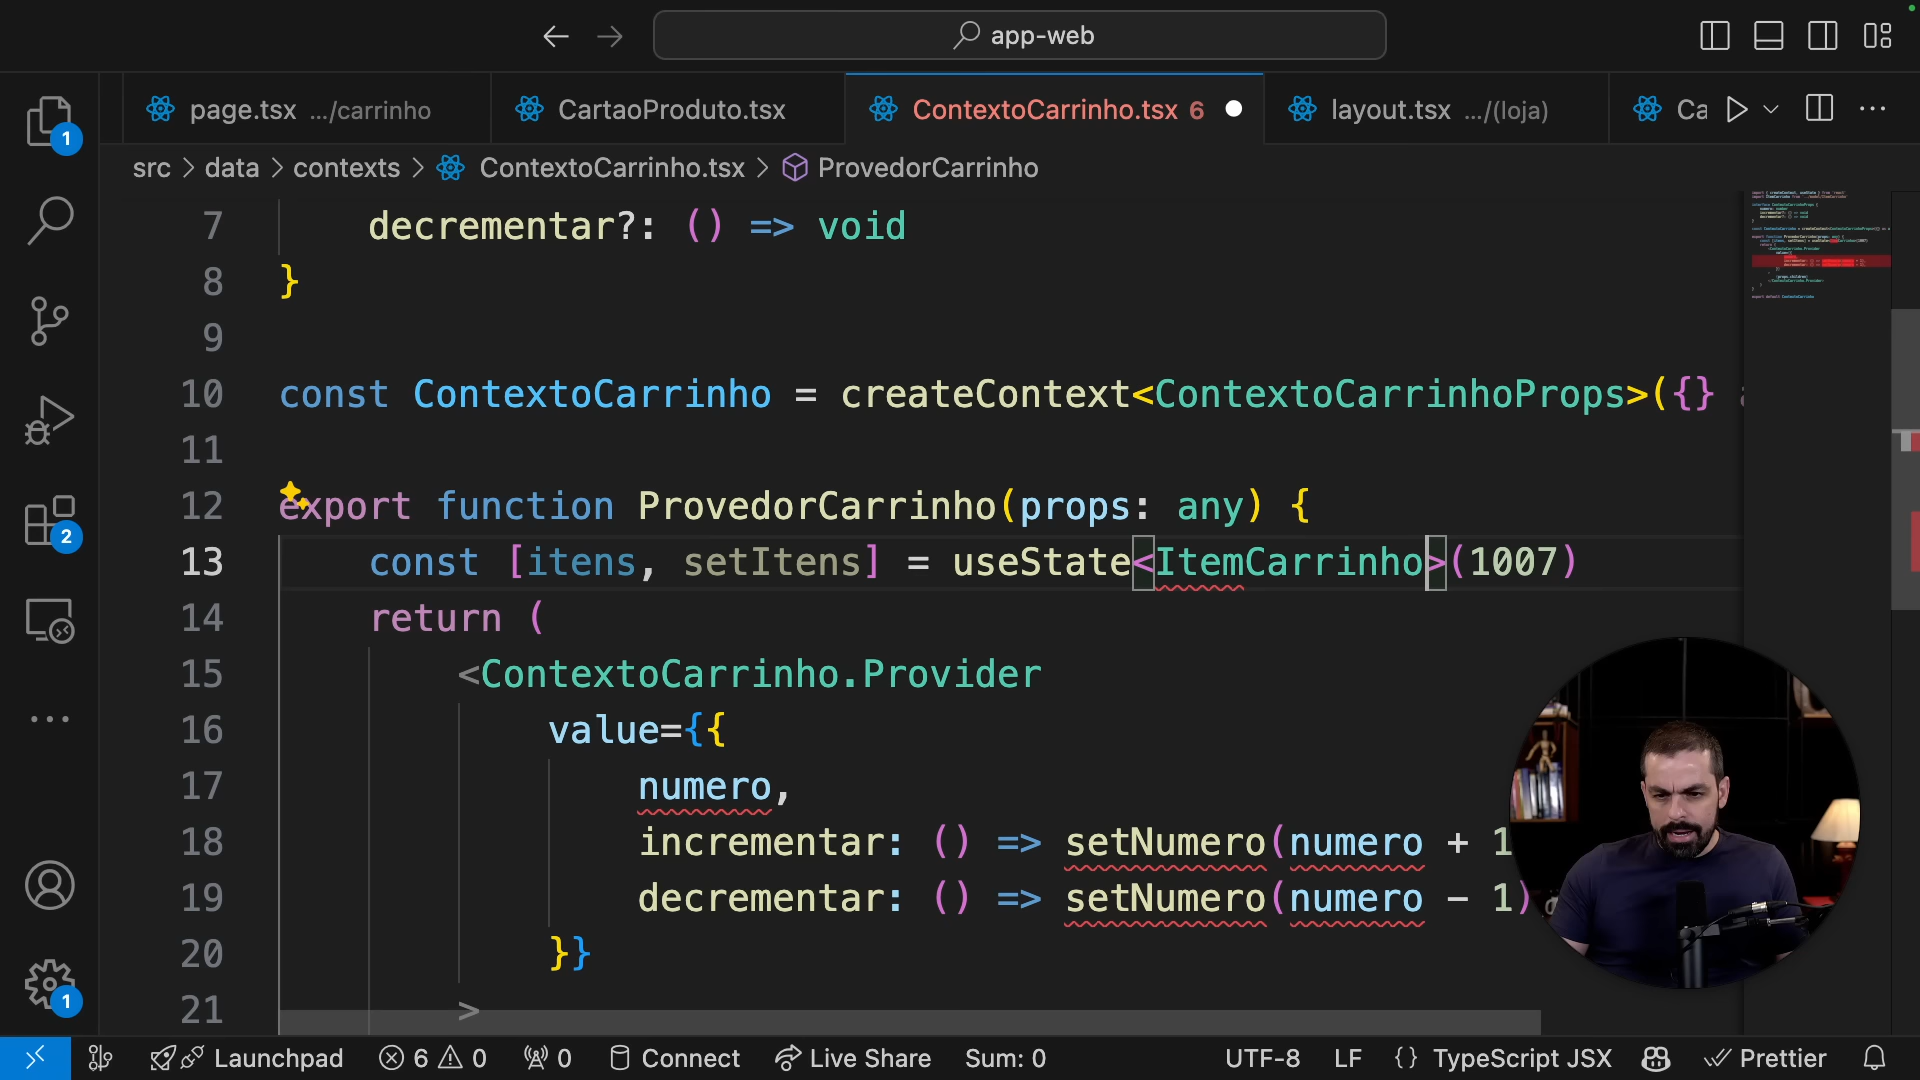 app-web
page.tsx .../carrinho
CartaoProduto.tsx
ContextoCarrinho.tsx 6
layout.tsx .../(loja)
Ca
src > data > contexts > ContextoCarrinho.tsx > ProvedorCarrinho
7 decrementar?: () => void
8 }
9
10 const ContextoCarrinho = createContext<ContextoCarrinhoProps>({}
11
12 export function ProvedorCarrinho(props: any) {
13 const [itens, setItens] = useState<ItemCarrinho>(1007)
14 return (
15 <ContextoCarrinho.Provider
16 value={{
17 numero,
18 incrementar: () => setNumero(numero + 1
19 decrementar: () => setNumero(numero - 1)
20 }}
21 >
1
2
1
Launchpad 6 0 0 Connect Live Share Sum: 0 UTF-8 LF {} TypeScript JSX Prettier